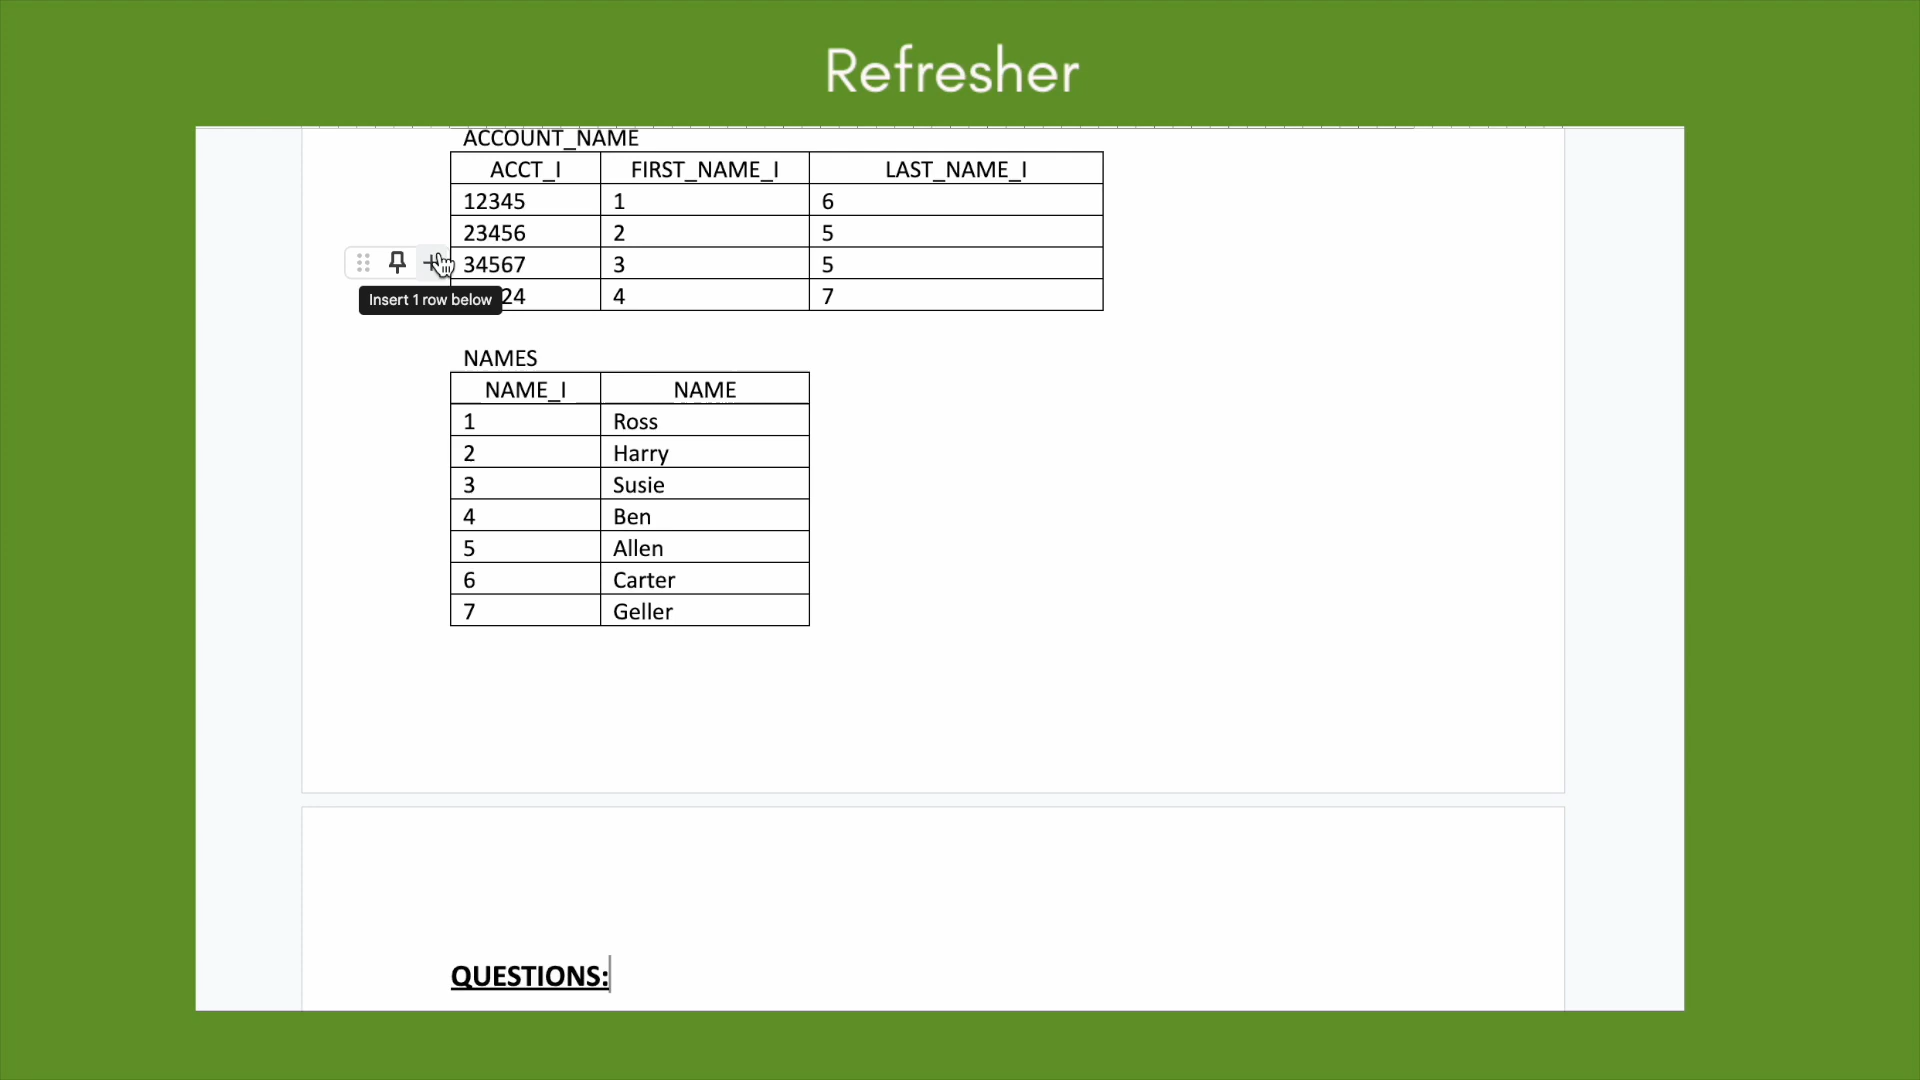 Refresher
ACCOUNT_NAME
ACCT_I FIRST_NAME_I LAST_NAME_I
12345 1 6
23456 2 5
34567 3 5
24 4 7
Insert 1 row below
NAMES
NAME_I NAME
1 Ross
2 Harry
3 Susie
4 Ben
5 Allen
6 Carter
7 Geller
QUESTIONS: